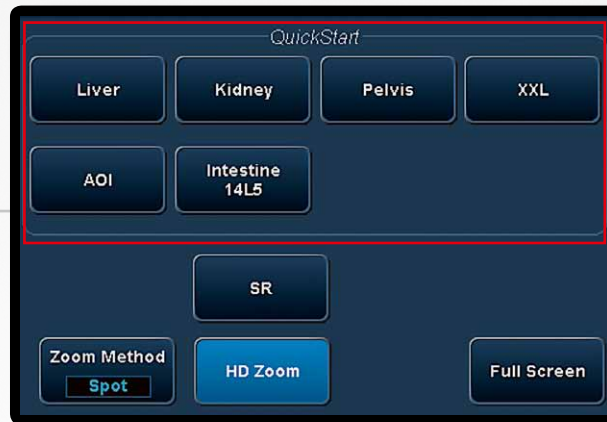 QuickStart
Liver
Kidney
Pelvis
XXL
AOI
Intestine
14L5
SR
Zoom Method
Spot
HD Zoom
Full Screen